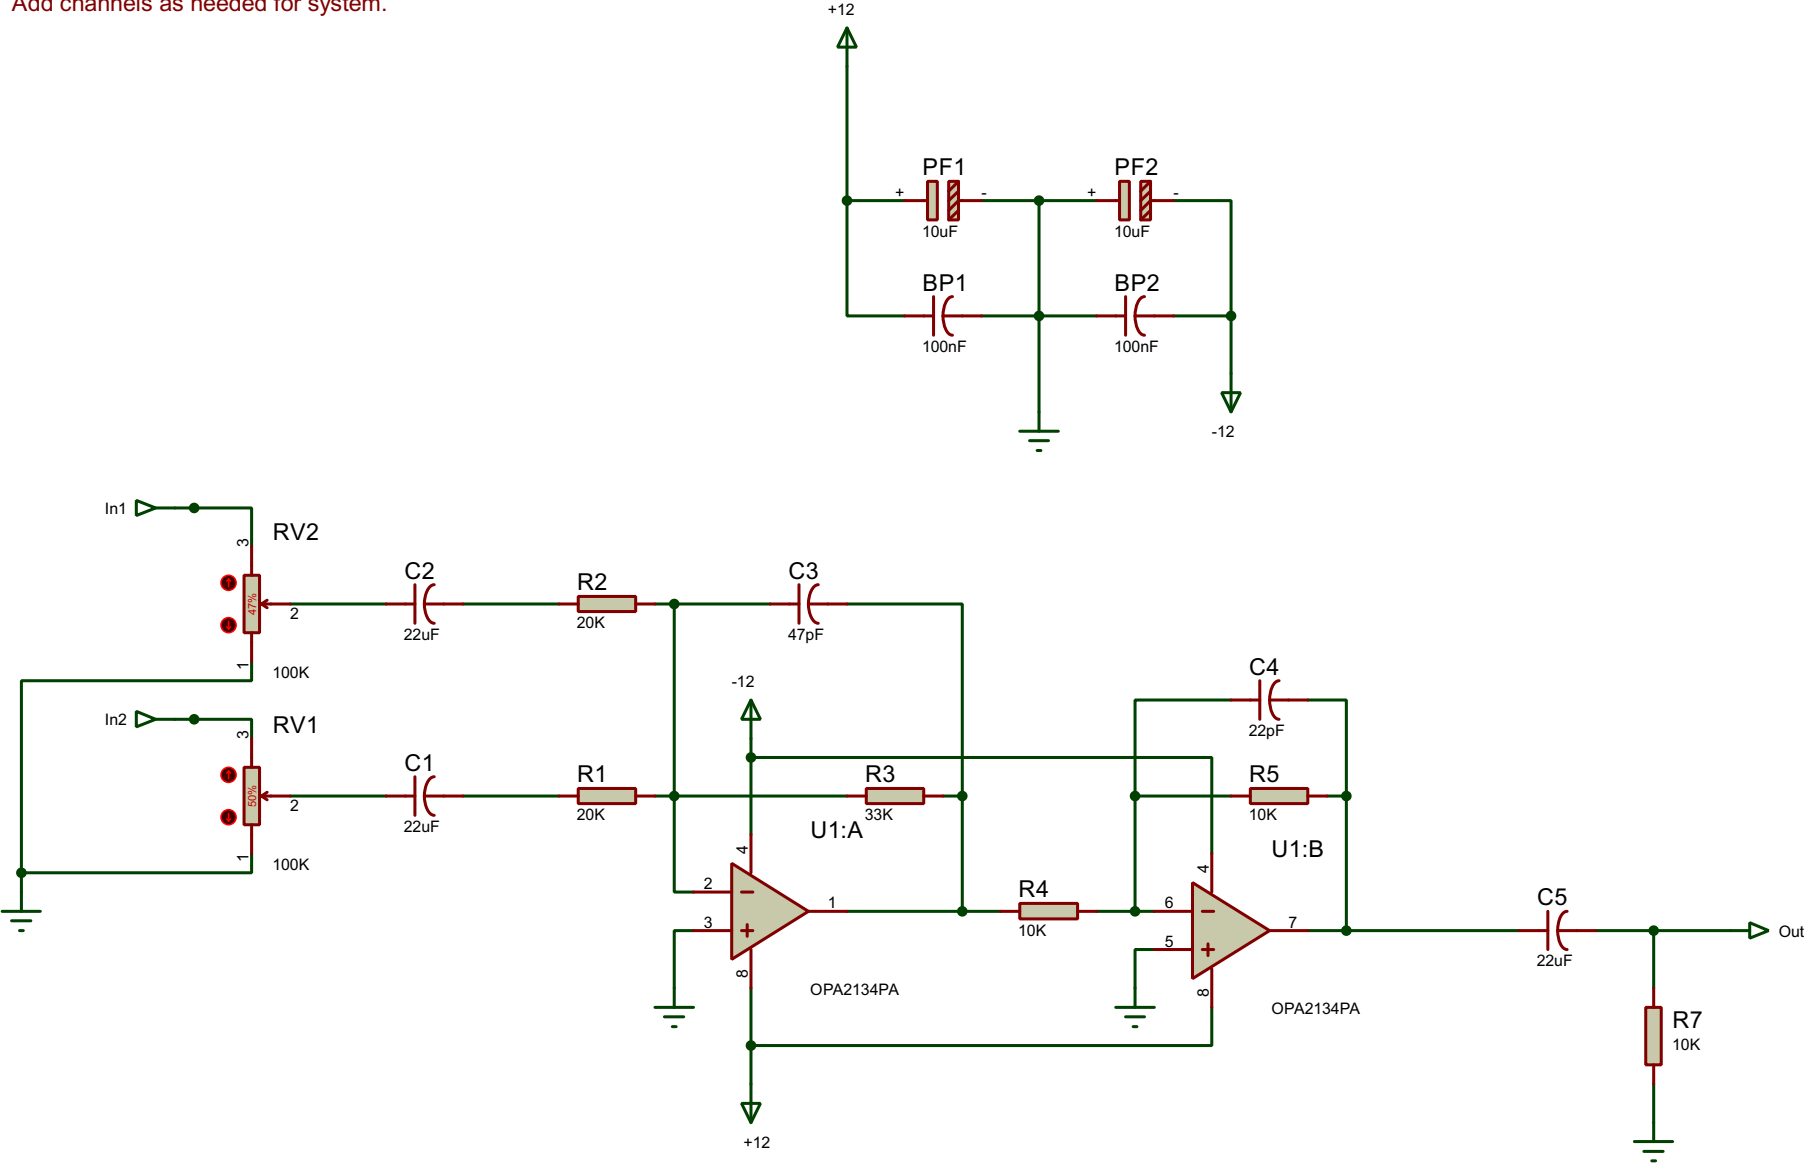 Add channels as needed for system.
+12
PF1
+
-
10uF
PF2
+
-
10uF
BP1
100nF
BP2
100nF
-12
In1
RV2
3
47%
2
1
100K
C2
22uF
R2
20K
C3
47pF
In2
RV1
3
50%
2
1
100K
C1
22uF
R1
20K
-12
R3
33K
U1:A
4
2
3
1
8
OPA2134PA
+12
R4
10K
C4
22pF
R5
10K
U1:B
4
6
5
7
8
OPA2134PA
C5
22uF
Out
R7
10K